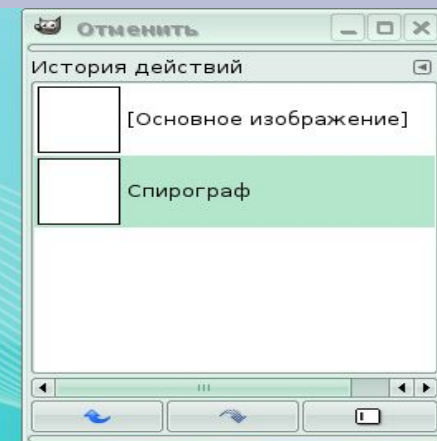 Отменить
История действий
[Основное изображение]
Спирограф